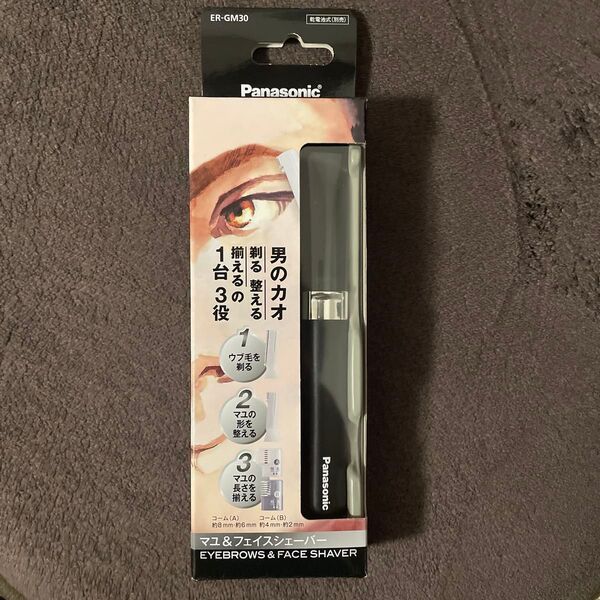 ER-GM30
乾電池式(別売)
Panasonic
男のカオ
剃る 整える
揃えるの
1台3役
1
ウブ毛を
剃る
2
マユの
形を
整える
3
マユの
長さを
揃える
コーム(A)
約8mm・約6mm
コーム(B)
約4mm・約2mm
Panasonic
マユ&フェイスシェーバー
EYEBROWS & FACE SHAVER